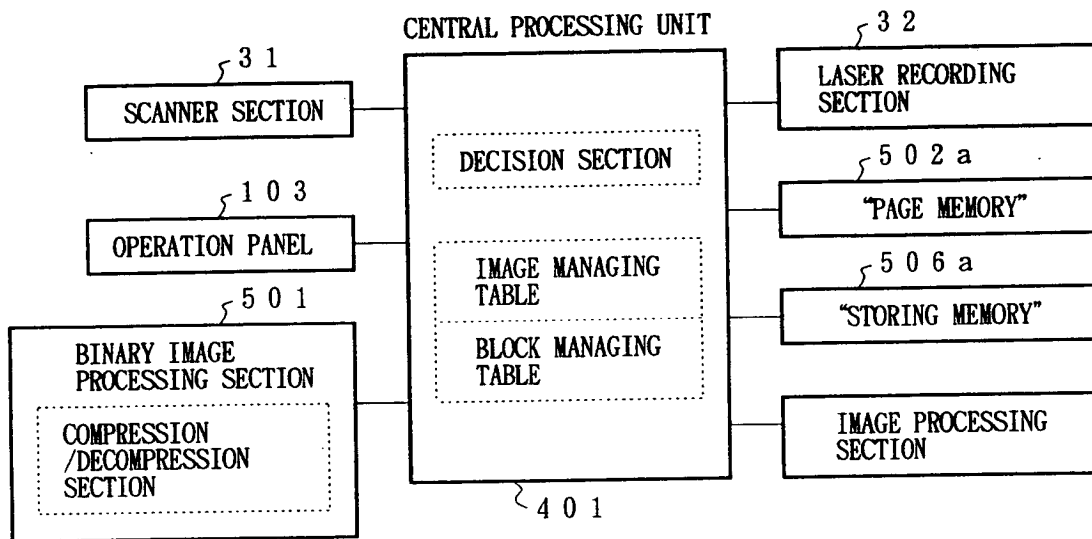 CENTRAL PROCESSING UNIT
31
SCANNER SECTION
103
OPERATION PANEL
501
BINARY IMAGE
PROCESSING SECTION
COMPRESSION
/DECOMPRESSION
SECTION
DECISION SECTION
IMAGE MANAGING
TABLE
BLOCK MANAGING
TABLE
401
32
LASER RECORDING
SECTION
502a
"PAGE MEMORY"
506a
"STORING MEMORY"
IMAGE PROCESSING
SECTION